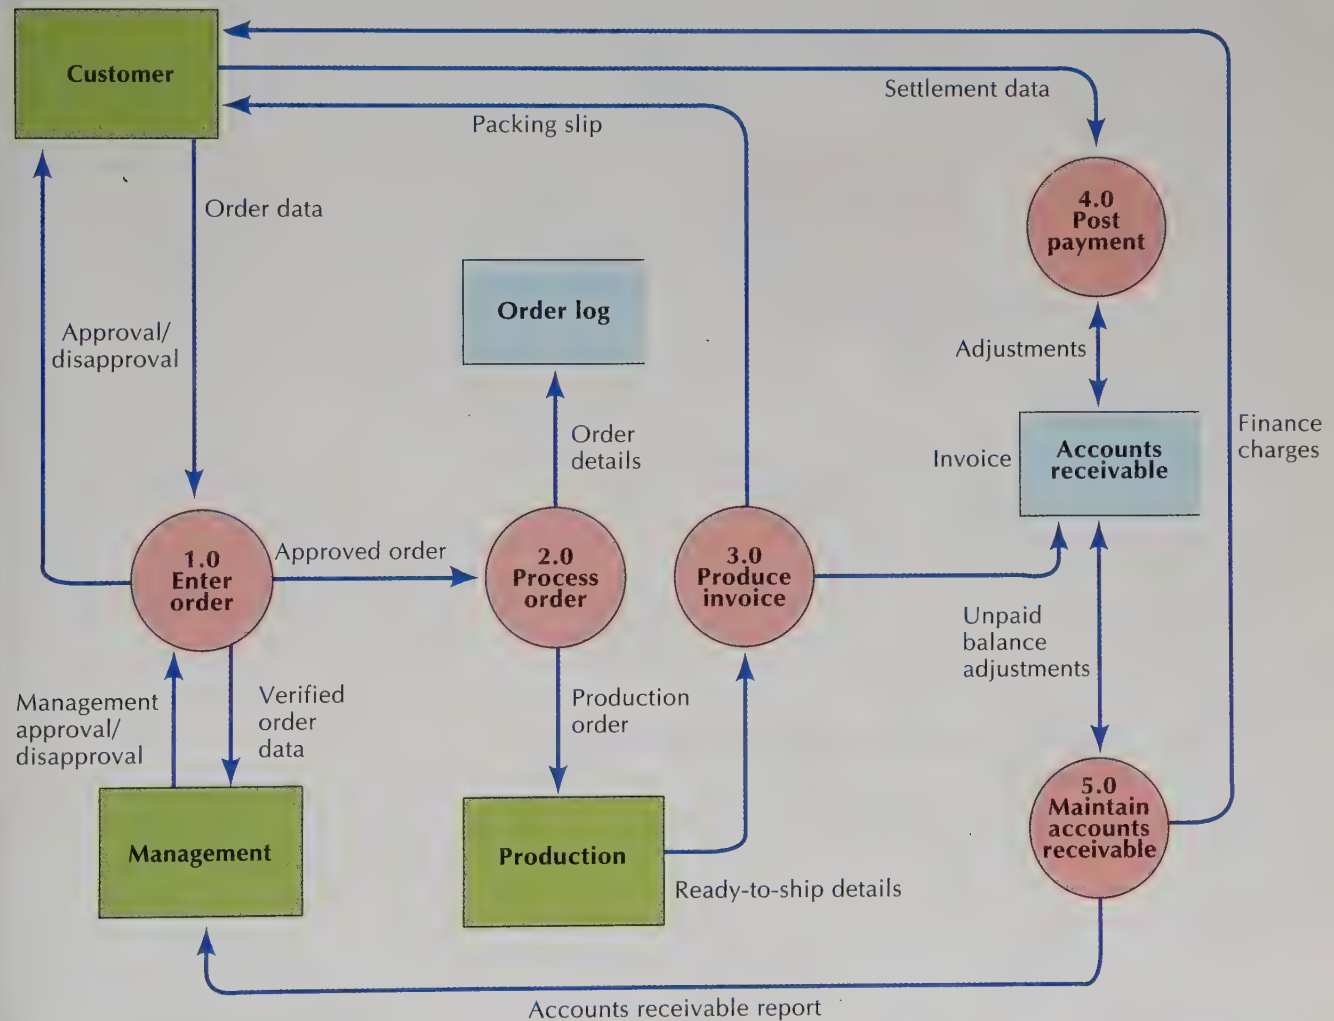 Customer
Settlement data
Packing slip
4.0
Post
payment
Order data
Order log
Approval/
disapproval
Adjustments
Finance
charges
Order
details
Invoice
Accounts
receivable
1.0
Enter
order
Approved order
2.0
Process
order
3.0
Produce
invoice
Unpaid
balance
adjustments
Management
approval/
disapproval
Verified
order
data
Production
order
5.0
Maintain
accounts
receivable
Management
Production
Ready-to-ship details
Accounts receivable report